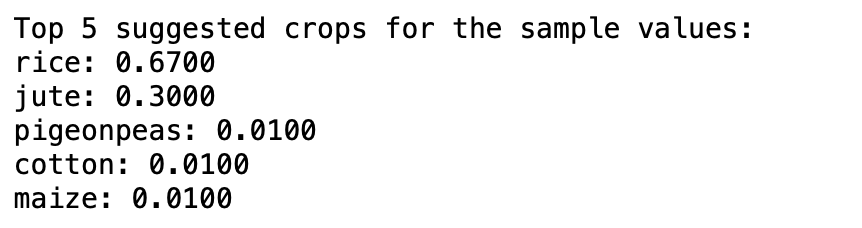 Top 5 suggested crops for the sample values:
rice: 0.6700
jute: 0.3000
pigeonpeas: 0.0100
cotton: 0.0100
maize: 0.0100